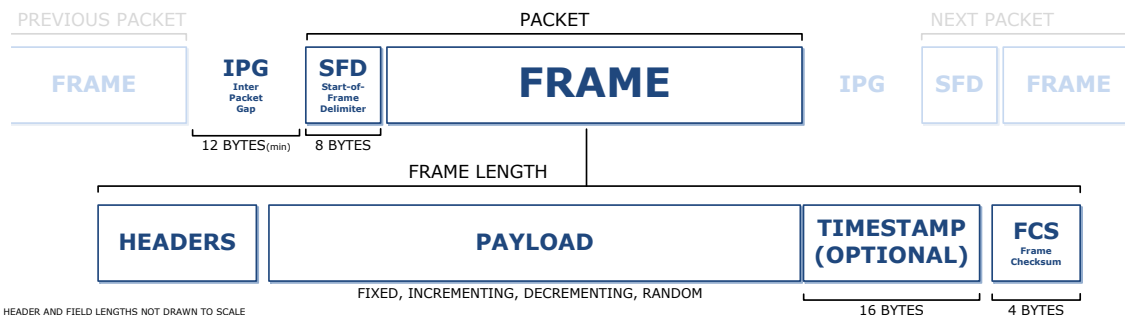 PREVIOUS PACKET
PACKET
NEXT PACKET
FRAME
IPG
Inter
Packet
Gap
SFD
Start-of-
Frame
Delimiter
FRAME
IPG
SFD
FRAME
12 BYTES(min)
8 BYTES
FRAME LENGTH
HEADERS
PAYLOAD
TIMESTAMP
(OPTIONAL)
FCS
Frame
Checksum
FIXED, INCREMENTING, DECREMENTING, RANDOM
HEADER AND FIELD LENGTHS NOT DRAWN TO SCALE
16 BYTES
4 BYTES